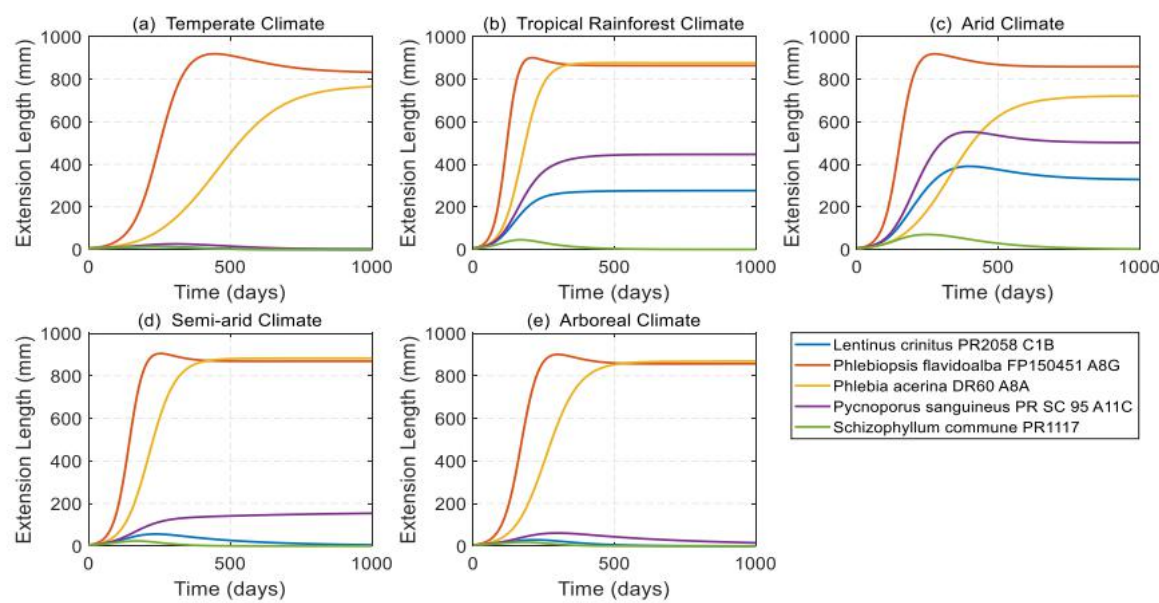 (a) Temperate Climate
1000
800
600
400
200
0
0
500
1000
Extension Length (mm)
Time (days)
(b) Tropical Rainforest Climate
1000
800
600
400
200
0
0
500
1000
Extension Length (mm)
Time (days)
(c) Arid Climate
1000
800
600
400
200
0
0
500
1000
Extension Length (mm)
Time (days)
(d) Semi-arid Climate
1000
800
600
400
200
0
0
500
1000
Extension Length (mm)
Time (days)
(e) Arboreal Climate
1000
800
600
400
200
0
0
500
1000
Extension Length (mm)
Time (days)
Lentinus crinitus PR2058 C1B
Phlebiopsis flavidoalba FP150451 A8G
Phlebia acerina DR60 A8A
Pycnoporus sanguineus PR SC 95 A11C
Schizophyllum commune PR1117